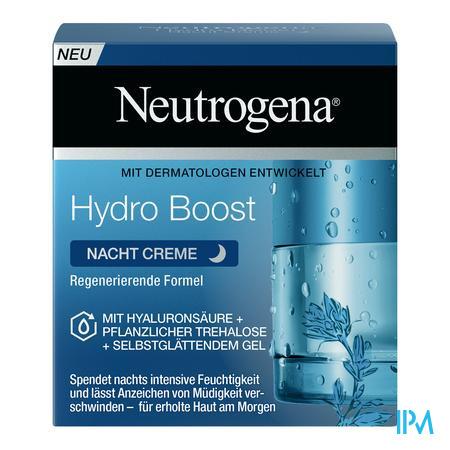 NEU
Neutrogena®
MIT DERMATOLOGEN ENTWICKELT
Hydro Boost
NACHT CREME
Regenerierende Formel
MIT HYALURONSÄURE +
PFLANZLICHER TREHALOSE
+ SELBSTGLÄTTENDEM GEL
Spendet nachts intensive Feuchtigkeit
und lässt Anzeichen von Müdigkeit ver-
schwinden – für erholte Haut am Morgen
IPM